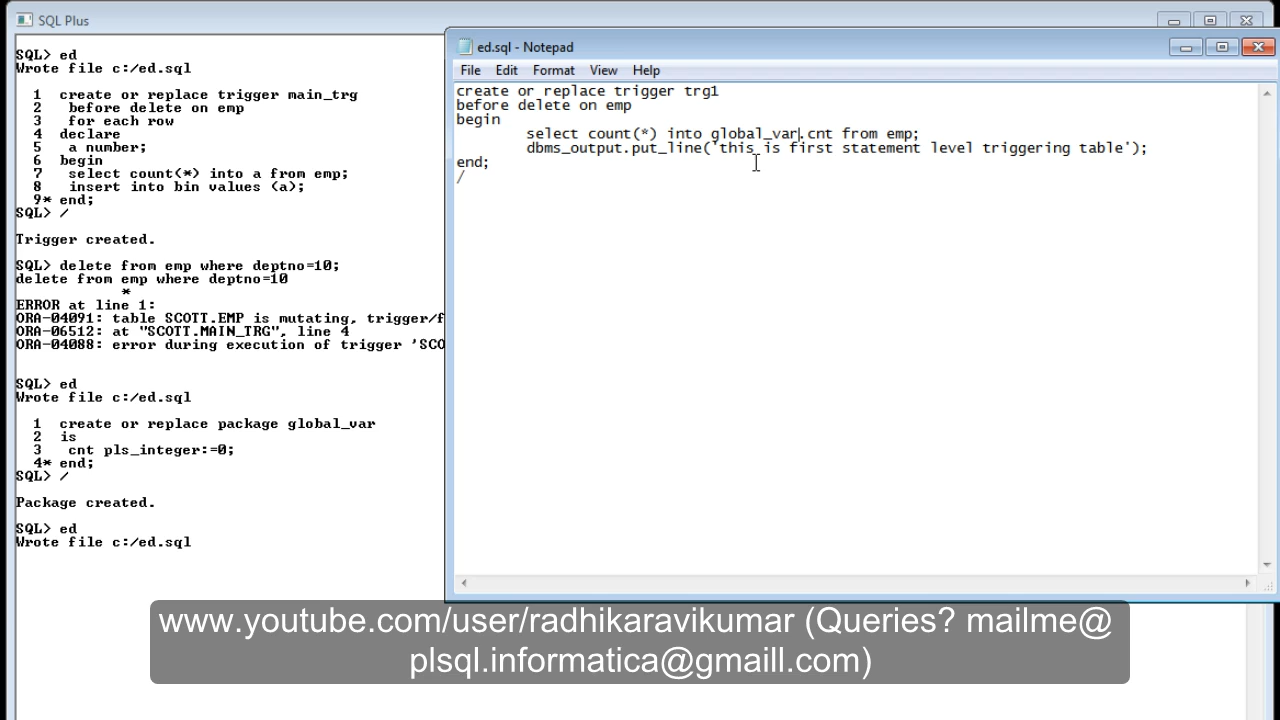 SQL Plus
SQL> ed
Wrote file c:/ed.sql
1 create or replace trigger main_trg
2 before delete on emp
3 for each row
4 declare
5 a number;
6 begin
7 select count(*) into a from emp;
8 insert into bin values (a);
9* end;
SQL> /
Trigger created.
SQL> delete from emp where deptno=10;
delete from emp where deptno=10
*
ERROR at line 1:
ORA-04091: table SCOTT.EMP is mutating, trigger/f
ORA-06512: at "SCOTT.MAIN_TRG", line 4
ORA-04088: error during execution of trigger 'SCO
SQL> ed
Wrote file c:/ed.sql
1 create or replace package global_var
2 is
3 cnt pls_integer:=0;
4* end;
SQL> /
Package created.
SQL> ed
Wrote file c:/ed.sql
ed.sql - Notepad
File Edit Format View Help
create or replace trigger trg1
before delete on emp
begin
select count(*) into global_var.cnt from emp;
dbms_output.put_line('this is first statement level triggering table');
end;
/
www.youtube.com/user/radhikaravikumar (Queries? mailme@
plsql.informatica@gmaill.com)